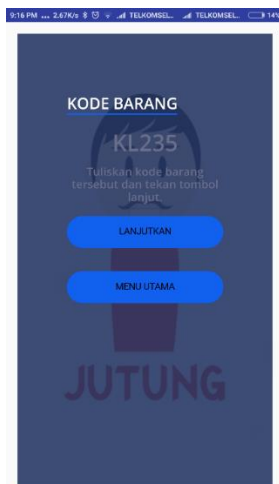 9:16 PM ... 2.67K/s TELKOMSEL.. TELKOMSEL.. 14%
KODE BARANG
KL235
Tuliskan kode barang
tersebut dan tekan tombol
lanjut.
LANJUTKAN
MENU UTAMA
JUTUNG